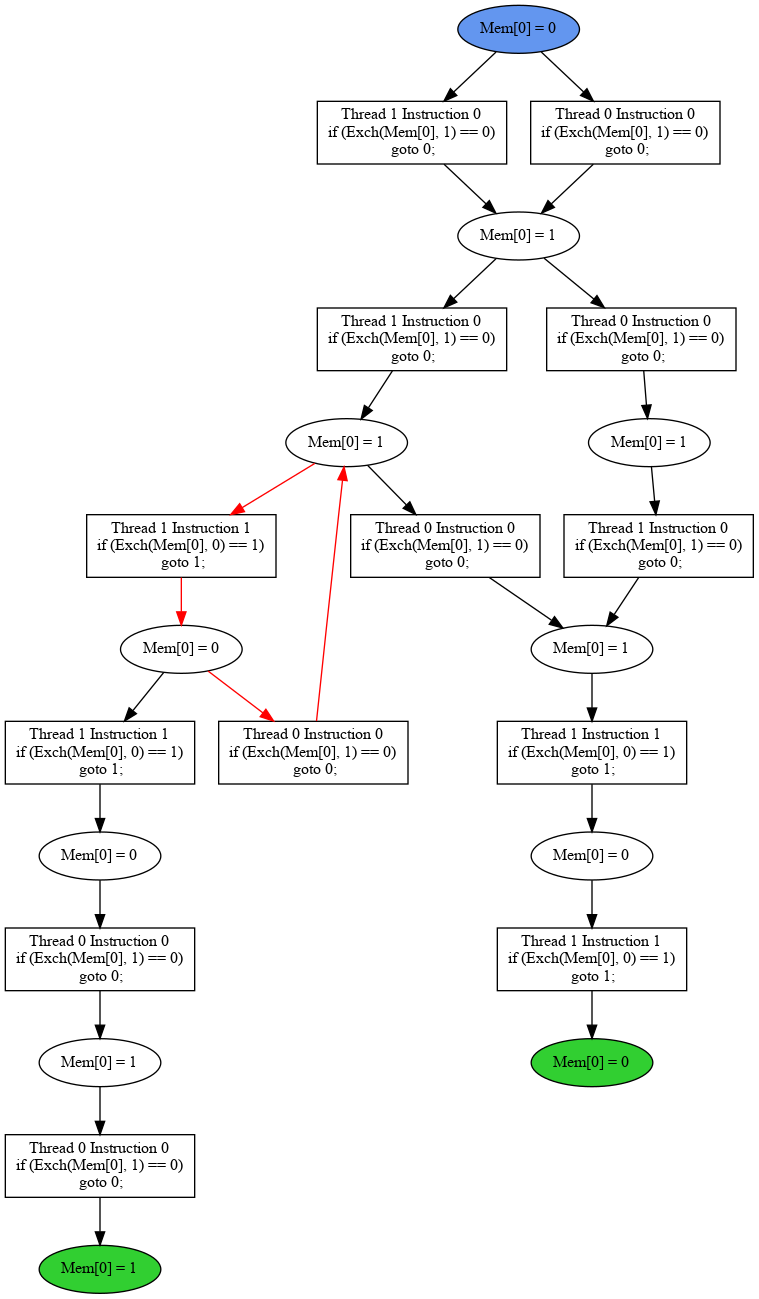 Mem[0] = 0
Thread 1 Instruction 0
if (Exch(Mem[0], 1) == 0)
goto 0;
Thread 0 Instruction 0
if (Exch(Mem[0], 1) == 0)
goto 0;
Mem[0] = 1
Thread 1 Instruction 0
if (Exch(Mem[0], 1) == 0)
goto 0;
Thread 0 Instruction 0
if (Exch(Mem[0], 1) == 0)
goto 0;
Mem[0] = 1
Mem[0] = 1
Thread 1 Instruction 1
if (Exch(Mem[0], 0) == 1)
goto 1;
Thread 0 Instruction 0
if (Exch(Mem[0], 1) == 0)
goto 0;
Thread 1 Instruction 0
if (Exch(Mem[0], 1) == 0)
goto 0;
Mem[0] = 0
Mem[0] = 1
Thread 1 Instruction 1
if (Exch(Mem[0], 0) == 1)
goto 1;
Thread 0 Instruction 0
if (Exch(Mem[0], 1) == 0)
goto 0;
Thread 1 Instruction 1
if (Exch(Mem[0], 0) == 1)
goto 1;
Mem[0] = 0
Mem[0] = 0
Thread 0 Instruction 0
if (Exch(Mem[0], 1) == 0)
goto 0;
Thread 1 Instruction 1
if (Exch(Mem[0], 0) == 1)
goto 1;
Mem[0] = 1
Mem[0] = 0
Thread 0 Instruction 0
if (Exch(Mem[0], 1) == 0)
goto 0;
Mem[0] = 1